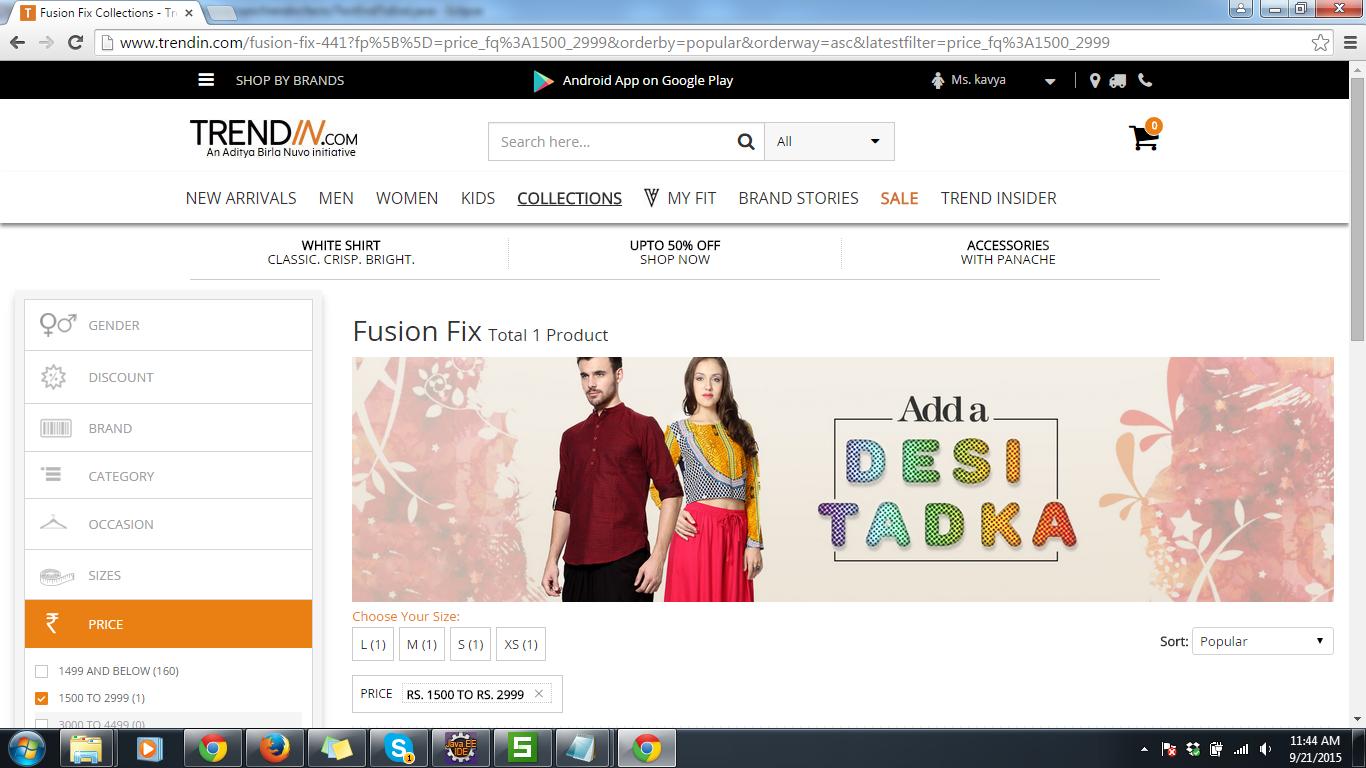 Fusion Fix Collections - Tre
www.trendin.com/fusion-fix-441?fp%5B%5D=price_fq%3A1500_2999&orderby=popular&orderway=asc&latestfilter=price_fq%3A1500_2999
SHOP BY BRANDS
Android App on Google Play
Ms. kavya
TRENDIN.COM
An Aditya Birla Nuvo initiative
Search here...
All
0
NEW ARRIVALS MEN WOMEN KIDS COLLECTIONS MY FIT BRAND STORIES SALE TREND INSIDER
WHITE SHIRT
CLASSIC. CRISP. BRIGHT.
UPTO 50% OFF
SHOP NOW
ACCESSORIES
WITH PANACHE
GENDER
DISCOUNT
BRAND
CATEGORY
OCCASION
SIZES
₹ PRICE
1499 AND BELOW (160)
1500 TO 2999 (1)
3000 TO 4499 (0)
Fusion Fix Total 1 Product
Add a
DESI
TADKA
Choose Your Size:
L (1) M (1) S (1) XS (1)
Sort: Popular
PRICE RS. 1500 TO RS. 2999
Java EE
IDE
11:44 AM
9/21/2015